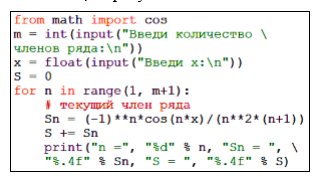 from math import cos
m = int(input("Введи количество \
членов ряда:\n"))
x = float(input("Введи x:\n"))
S = 0
for n in range(1, m+1):
# текущий член ряда
Sn = (-1)**n*cos(n*x)/(n**2*(n+1))
S += Sn
print("n =", "%d" % n, "Sn = ", \
"%.4f" % Sn, "S = ", "%.4f" % S)